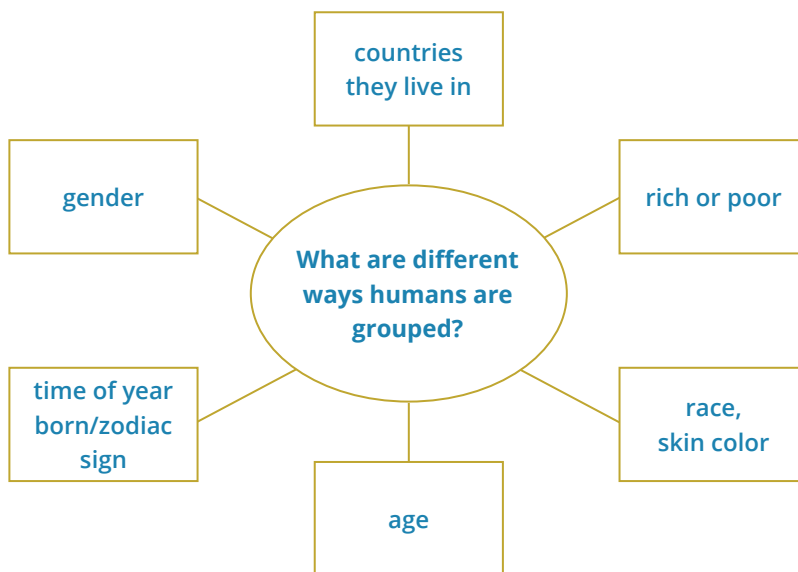 countries
they live in
gender
rich or poor
What are different
ways humans are
grouped?
time of year
born/zodiac
sign
race,
skin color
age